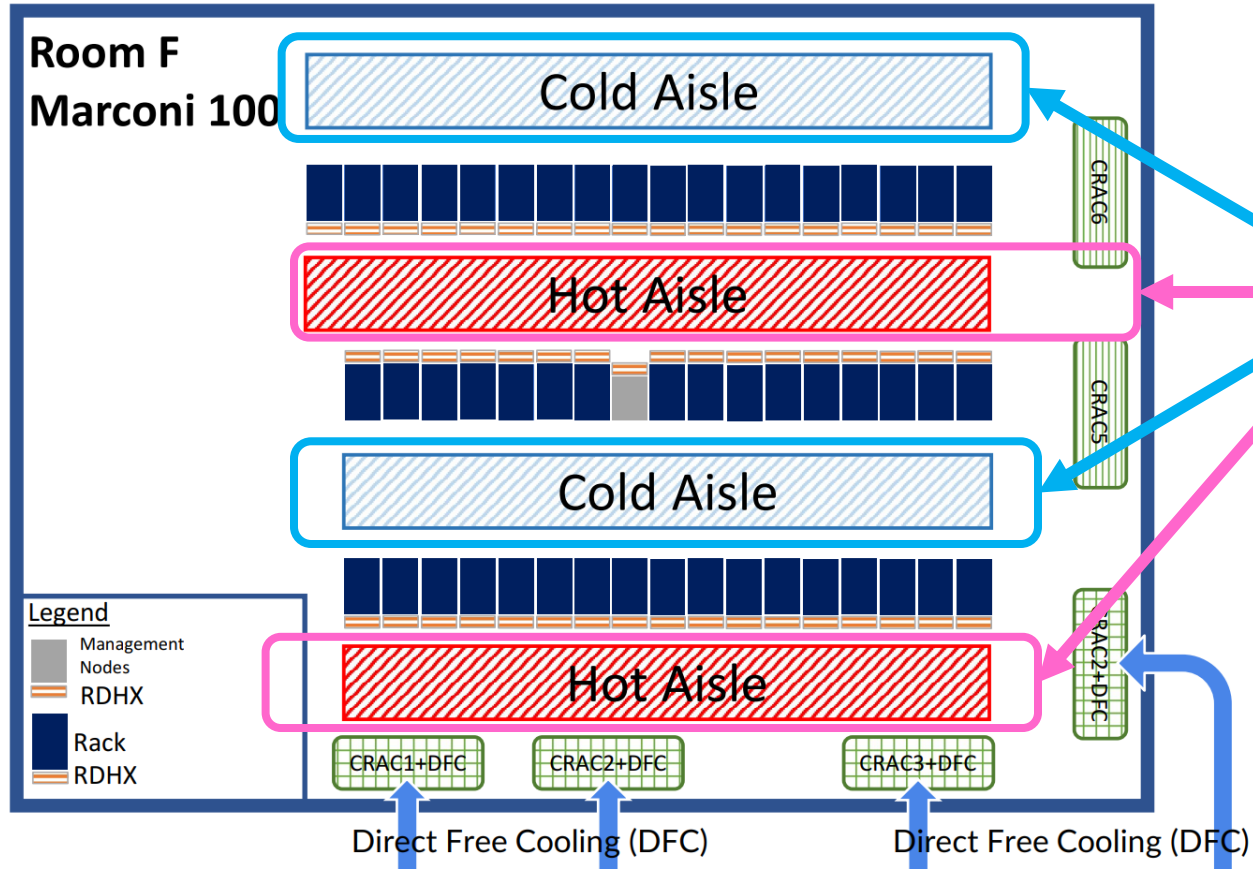 Room F
Marconi 100
Cold Aisle
CRAC6
Hot Aisle
CRAC5
Cold Aisle
Hot Aisle
CRAC2+DFC
Legend
Management
Nodes
RDHX
Rack
RDHX
CRAC1+DFC
CRAC2+DFC
CRAC3+DFC
Direct Free Cooling (DFC)
Direct Free Cooling (DFC)